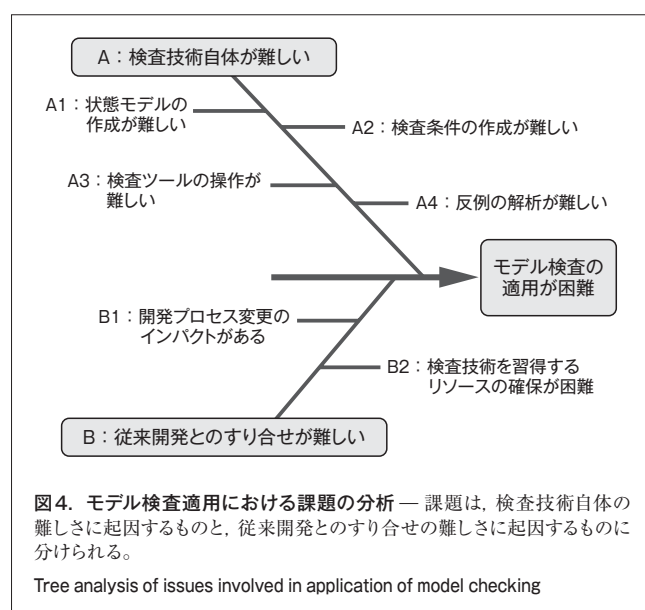 A：検査技術自体が難しい
A1：状態モデルの
作成が難しい
A2：検査条件の作成が難しい
A3：検査ツールの操作が
難しい
A4：反例の解析が難しい
モデル検査の
適用が困難
B1：開発プロセス変更の
インパクトがある
B2：検査技術を習得する
リソースの確保が困難
B：従来開発とのすり合せが難しい
図4．モデル検査適用における課題の分析 — 課題は，検査技術自体の
難しさに起因するものと，従来開発とのすり合せの難しさに起因するものに
分けられる。
Tree analysis of issues involved in application of model checking